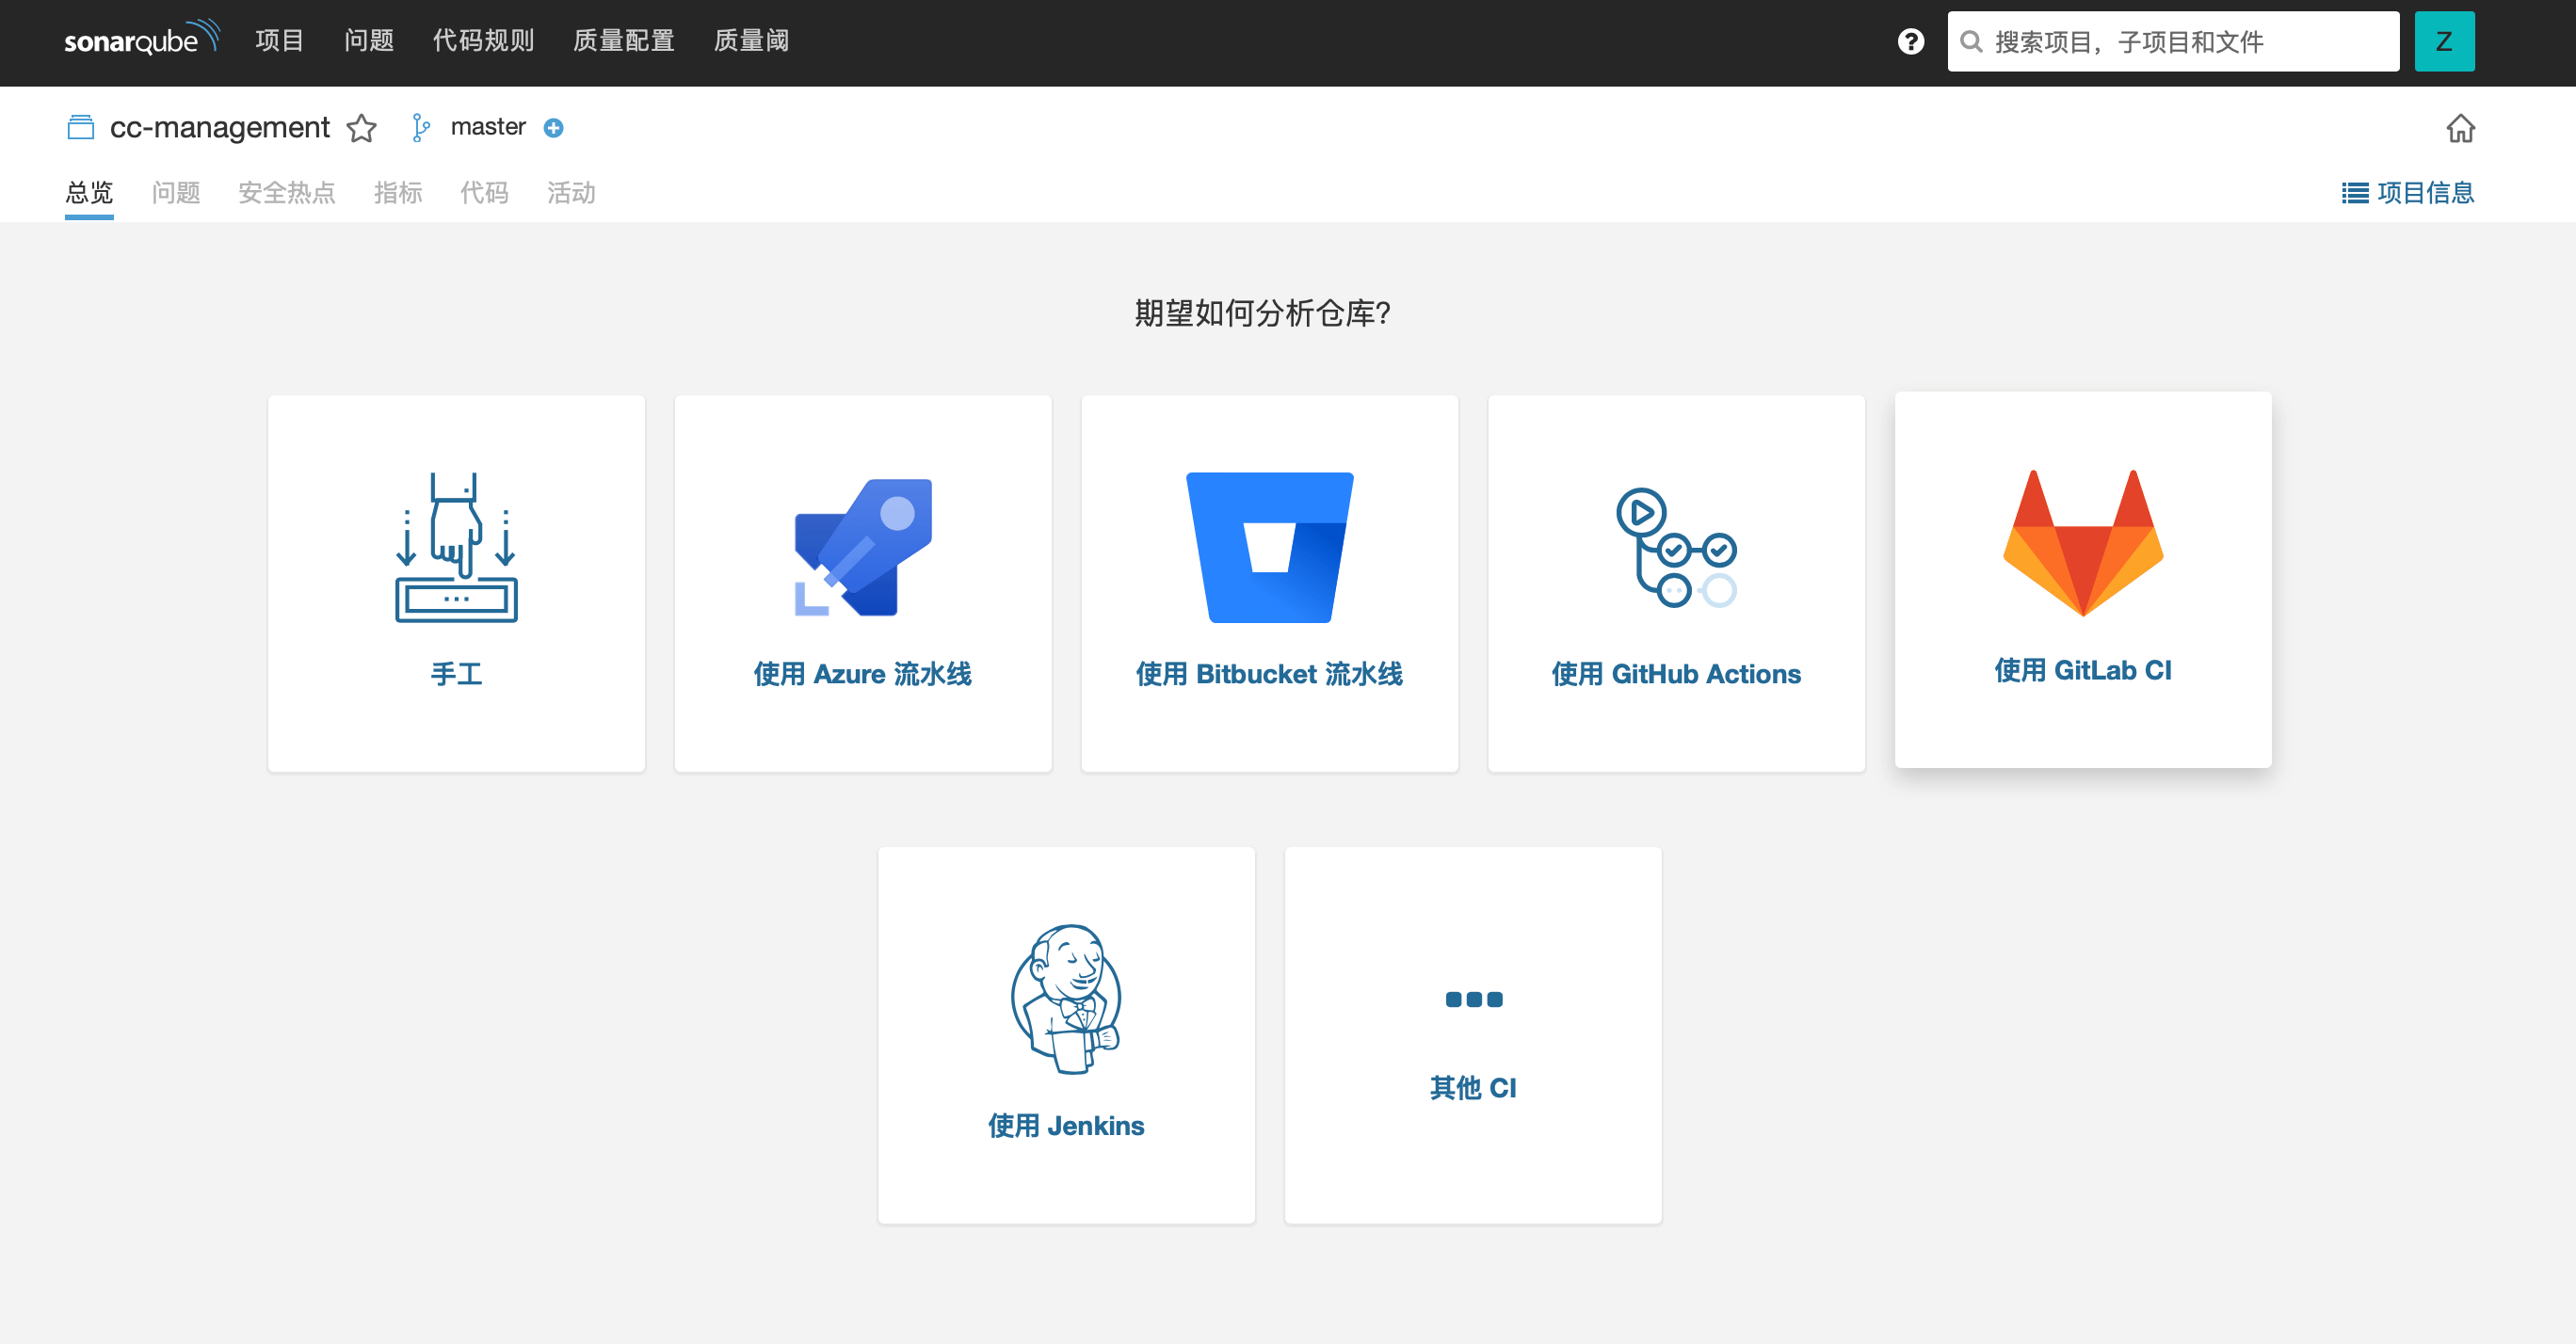 sonarqube 项目 问题 代码规则 质量配置 质量阈 搜索项目，子项目和文件 Z
cc-management master
总览 问题 安全热点 指标 代码 活动 项目信息
期望如何分析仓库?
手工 使用 Azure 流水线 使用 Bitbucket 流水线 使用 GitHub Actions 使用 GitLab CI
使用 Jenkins 其他 CI